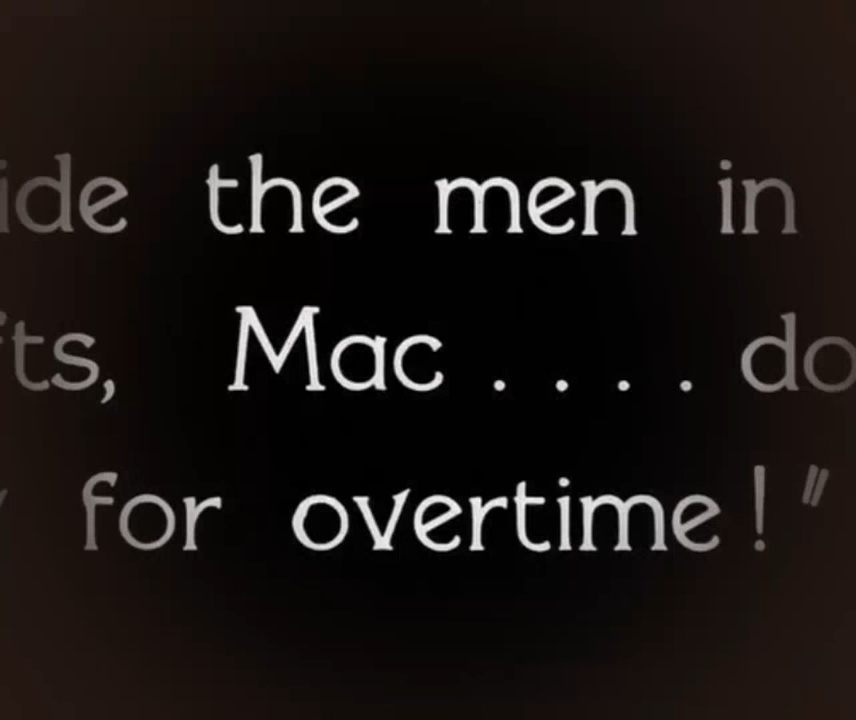 ide the men in
fts, Mac . . . . do
for overtime!"